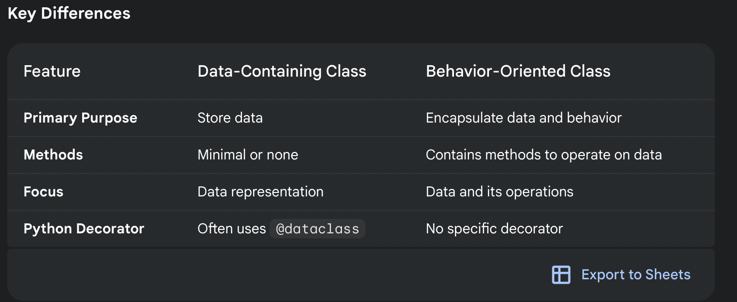 Key Differences
Feature Data-Containing Class Behavior-Oriented Class
Primary Purpose Store data Encapsulate data and behavior
Methods Minimal or none Contains methods to operate on data
Focus Data representation Data and its operations
Python Decorator Often uses @dataclass No specific decorator
Export to Sheets